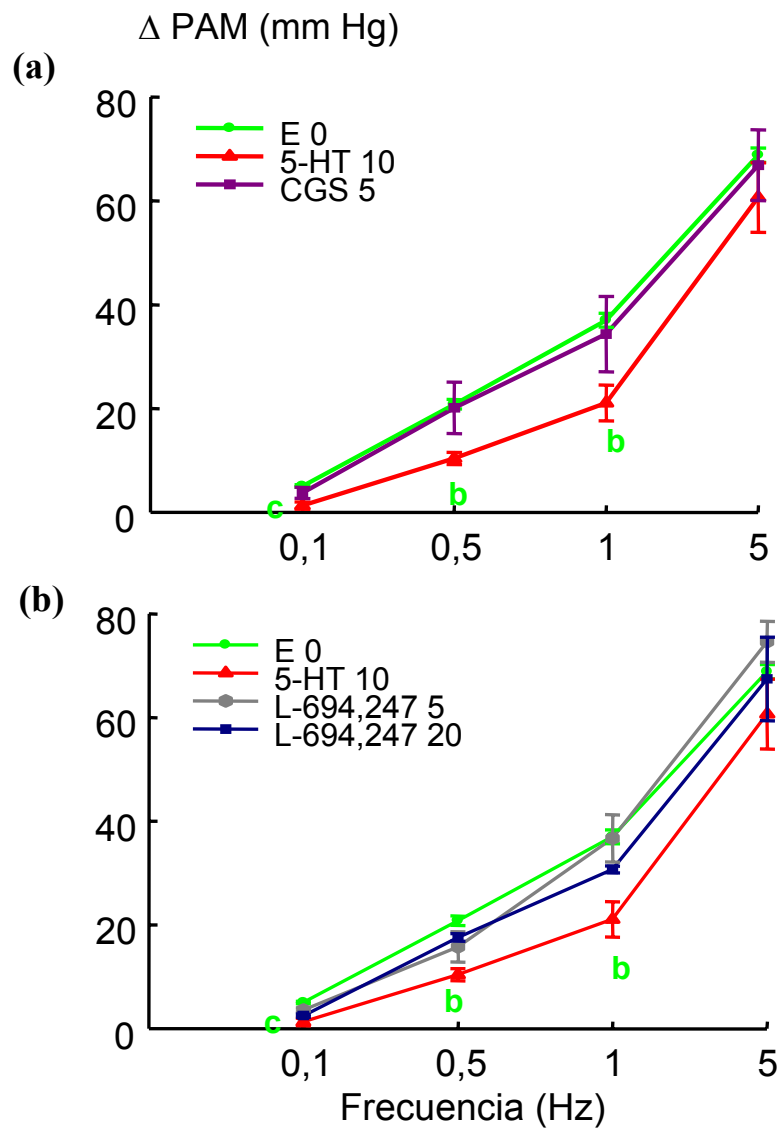 Δ PAM (mm Hg)
(a)
80
E 0
5-HT 10
CGS 5
60
40
20
b
b
c
0
0,1 0,5 1 5
(b)
80
E 0
5-HT 10
L-694,247 5
L-694,247 20
60
40
20
b
b
c
0
0,1 0,5 1 5
Frecuencia (Hz)